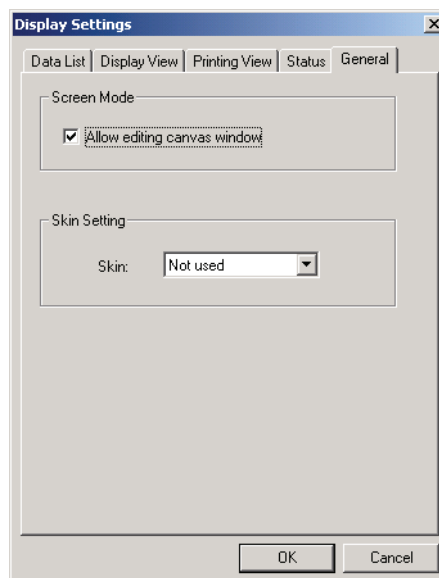 Display Settings
Data List Display View Printing View Status General
Screen Mode
Allow editing canvas window
Skin Setting
Skin: Not used
OK Cancel